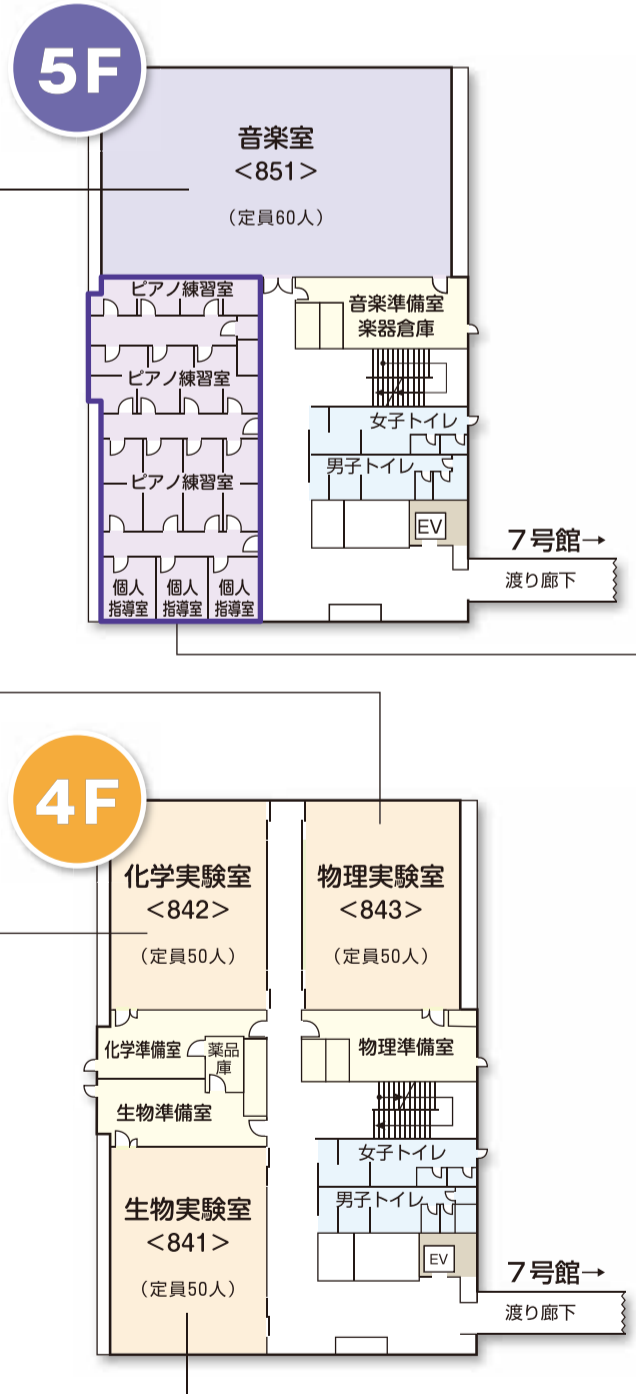 5F
音楽室
<851>
（定員60人）
ピアノ練習室
音楽準備室
楽器倉庫
ピアノ練習室
女子トイレ
男子トイレ
ピアノ練習室
EV
7号館→
渡り廊下
個人
指導室
個人
指導室
個人
指導室
4F
化学実験室
<842>
（定員50人）
物理実験室
<843>
（定員50人）
化学準備室
薬品
庫
物理準備室
生物準備室
女子トイレ
男子トイレ
生物実験室
<841>
（定員50人）
EV
7号館→
渡り廊下